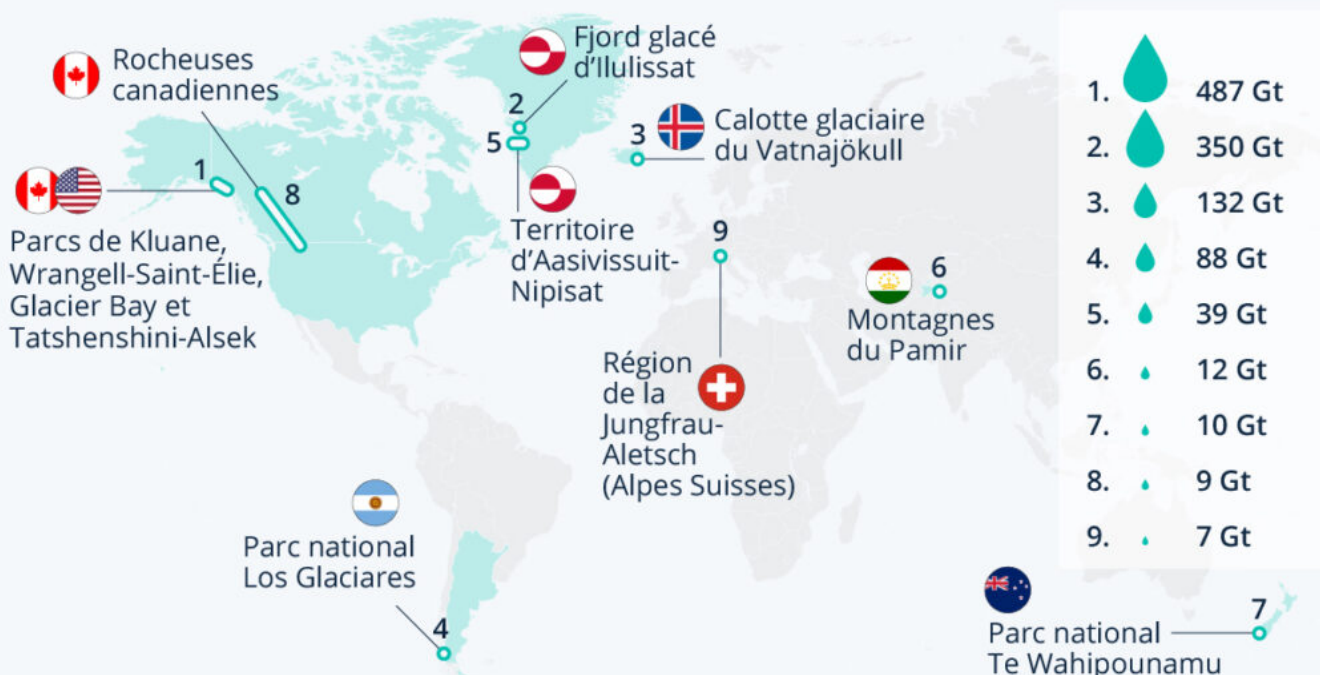 Rocheuses
canadiennes
Fjord glacé
d'Ilulissat
2
5
3
Calotte glaciaire
du Vatnajökull
1
8
Parcs de Kluane,
Wrangell-Saint-Élie,
Glacier Bay et
Tatshenshini-Alsek
Territoire
d'Aasivissuit-
Nipisat
9
6
Montagnes
du Pamir
Région
de la
Jungfrau-
Aletsch
(Alpes Suisses)
Parc national
Los Glaciares
4
7
Parc national
Te Wahipounamu
1. 487 Gt
2. 350 Gt
3. 132 Gt
4. 88 Gt
5. 39 Gt
6. 12 Gt
7. 10 Gt
8. 9 Gt
9. 7 Gt